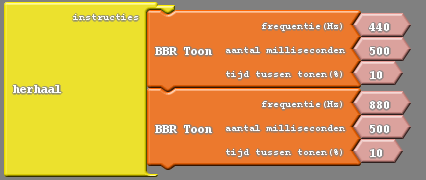 instructies
frequentie(Hz) 440
BBR Toon aantal milliseconden 500
tijd tussen tonen(%) 10
herhaal
frequentie(Hz) 880
BBR Toon aantal milliseconden 500
tijd tussen tonen(%) 10